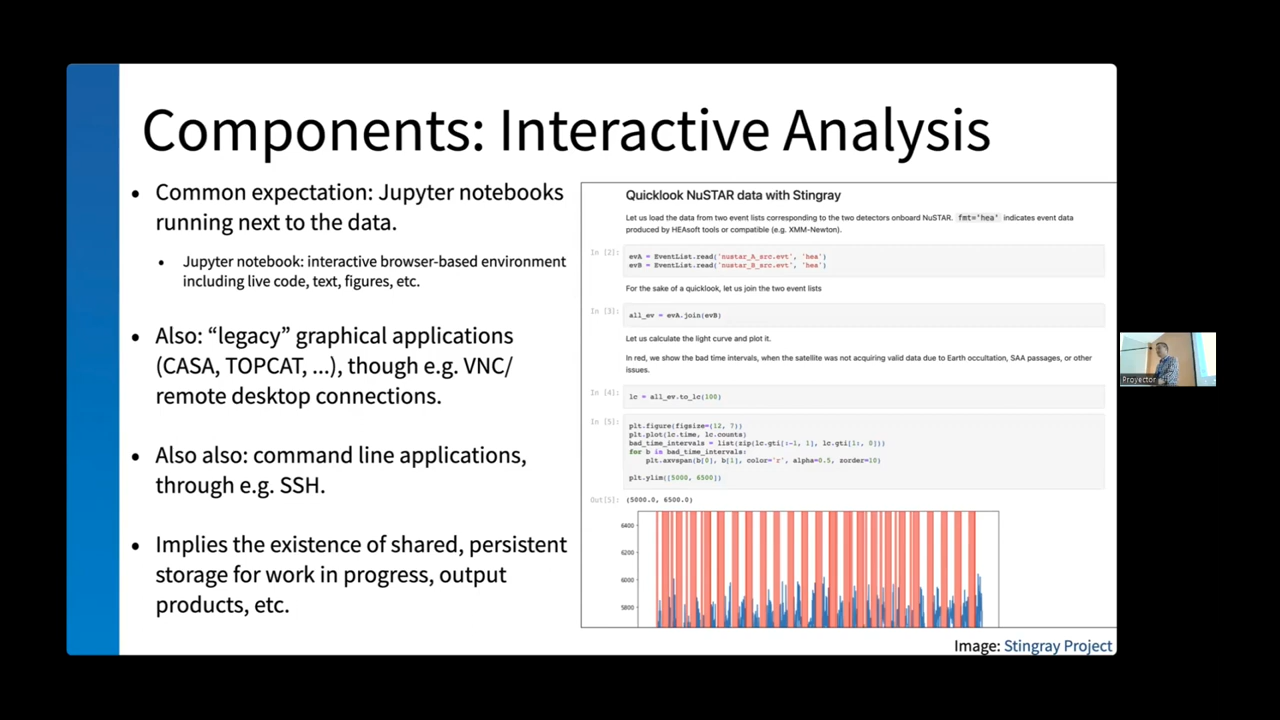 Components: Interactive Analysis
• Common expectation: Jupyter notebooks
running next to the data.
• Jupyter notebook: interactive browser-based environment
including live code, text, figures, etc.
• Also: “legacy” graphical applications
(CASA, TOPCAT, ...), though e.g. VNC/
remote desktop connections.
• Also also: command line applications,
through e.g. SSH.
• Implies the existence of shared, persistent
storage for work in progress, output
products, etc.
Quicklook NuSTAR data with Stingray
Let us load the data from two event lists corresponding to the two detectors onboard NuSTAR. fmt='hea' indicates event data
produced by HEAsoft tools or compatible (e.g. XMM-Newton).
In [2]:
evA = EventList.read('nustar_A_src.evt', 'hea')
evB = EventList.read('nustar_B_src.evt', 'hea')
For the sake of a quicklook, let us join the two event lists
In [3]:
all_ev = evA.join(evB)
Let us calculate the light curve and plot it.
In red, we show the bad time intervals, when the satellite was not acquiring valid data due to Earth occultation, SAA passages, or other
issues.
In [4]:
lc = all_ev.to_lc(100)
In [5]:
plt.figure(figsize=(12, 7))
plt.plot(lc.time, lc.counts)
bad_time_intervals = list(zip(lc.gti[:-1, 1], lc.gti[1:, 0]))
for b in bad_time_intervals:
    plt.axvspan(b[0], b[1], color='r', alpha=0.5, zorder=10)
plt.ylim([5000, 6500])
Out[5]: (5000.0, 6500.0)
6400
6200
6000
5800
Image: Stingray Project
Proyector